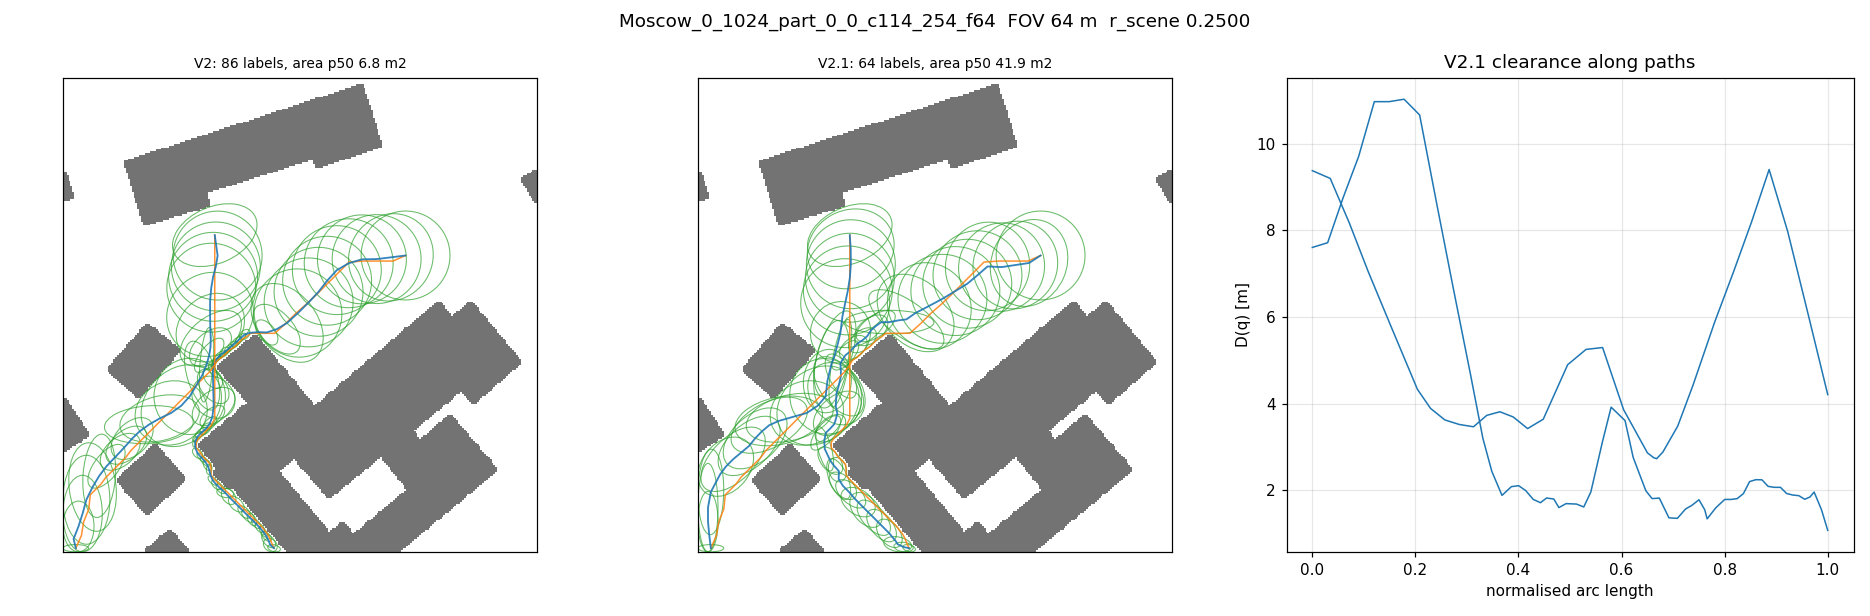 Moscow_0_1024_part_0_0_c114_254_f64  FOV 64 m  r_scene 0.2500
V2: 86 labels, area p50 6.8 m2
V2.1: 64 labels, area p50 41.9 m2
V2.1 clearance along paths
D(q) [m]
10
8
6
4
2
0.0 0.2 0.4 0.6 0.8 1.0
normalised arc length